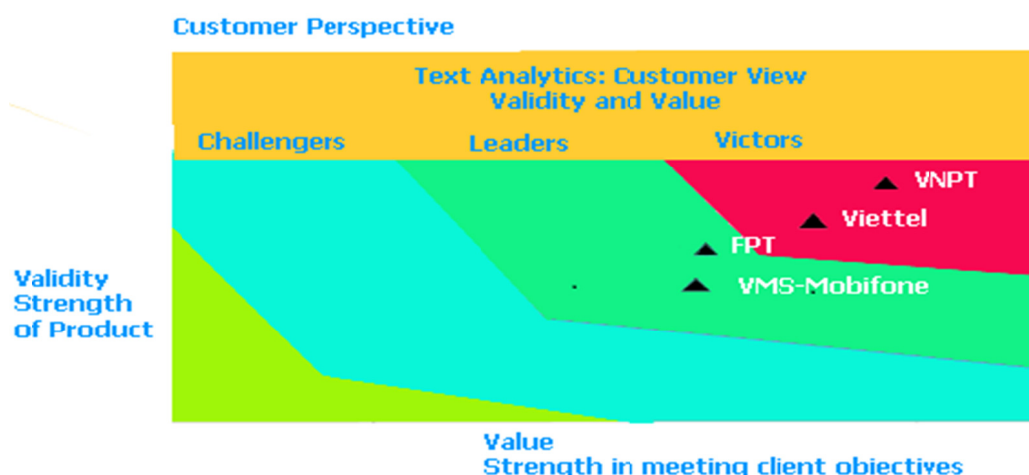 Customer Perspective
Text Analytics: Customer View
Validity and Value
Challengers
Leaders
Victors
VNPT
Viettel
FPT
VMS-Mobifone
Validity
Strength
of Product
Value
Strength in meeting client objectives